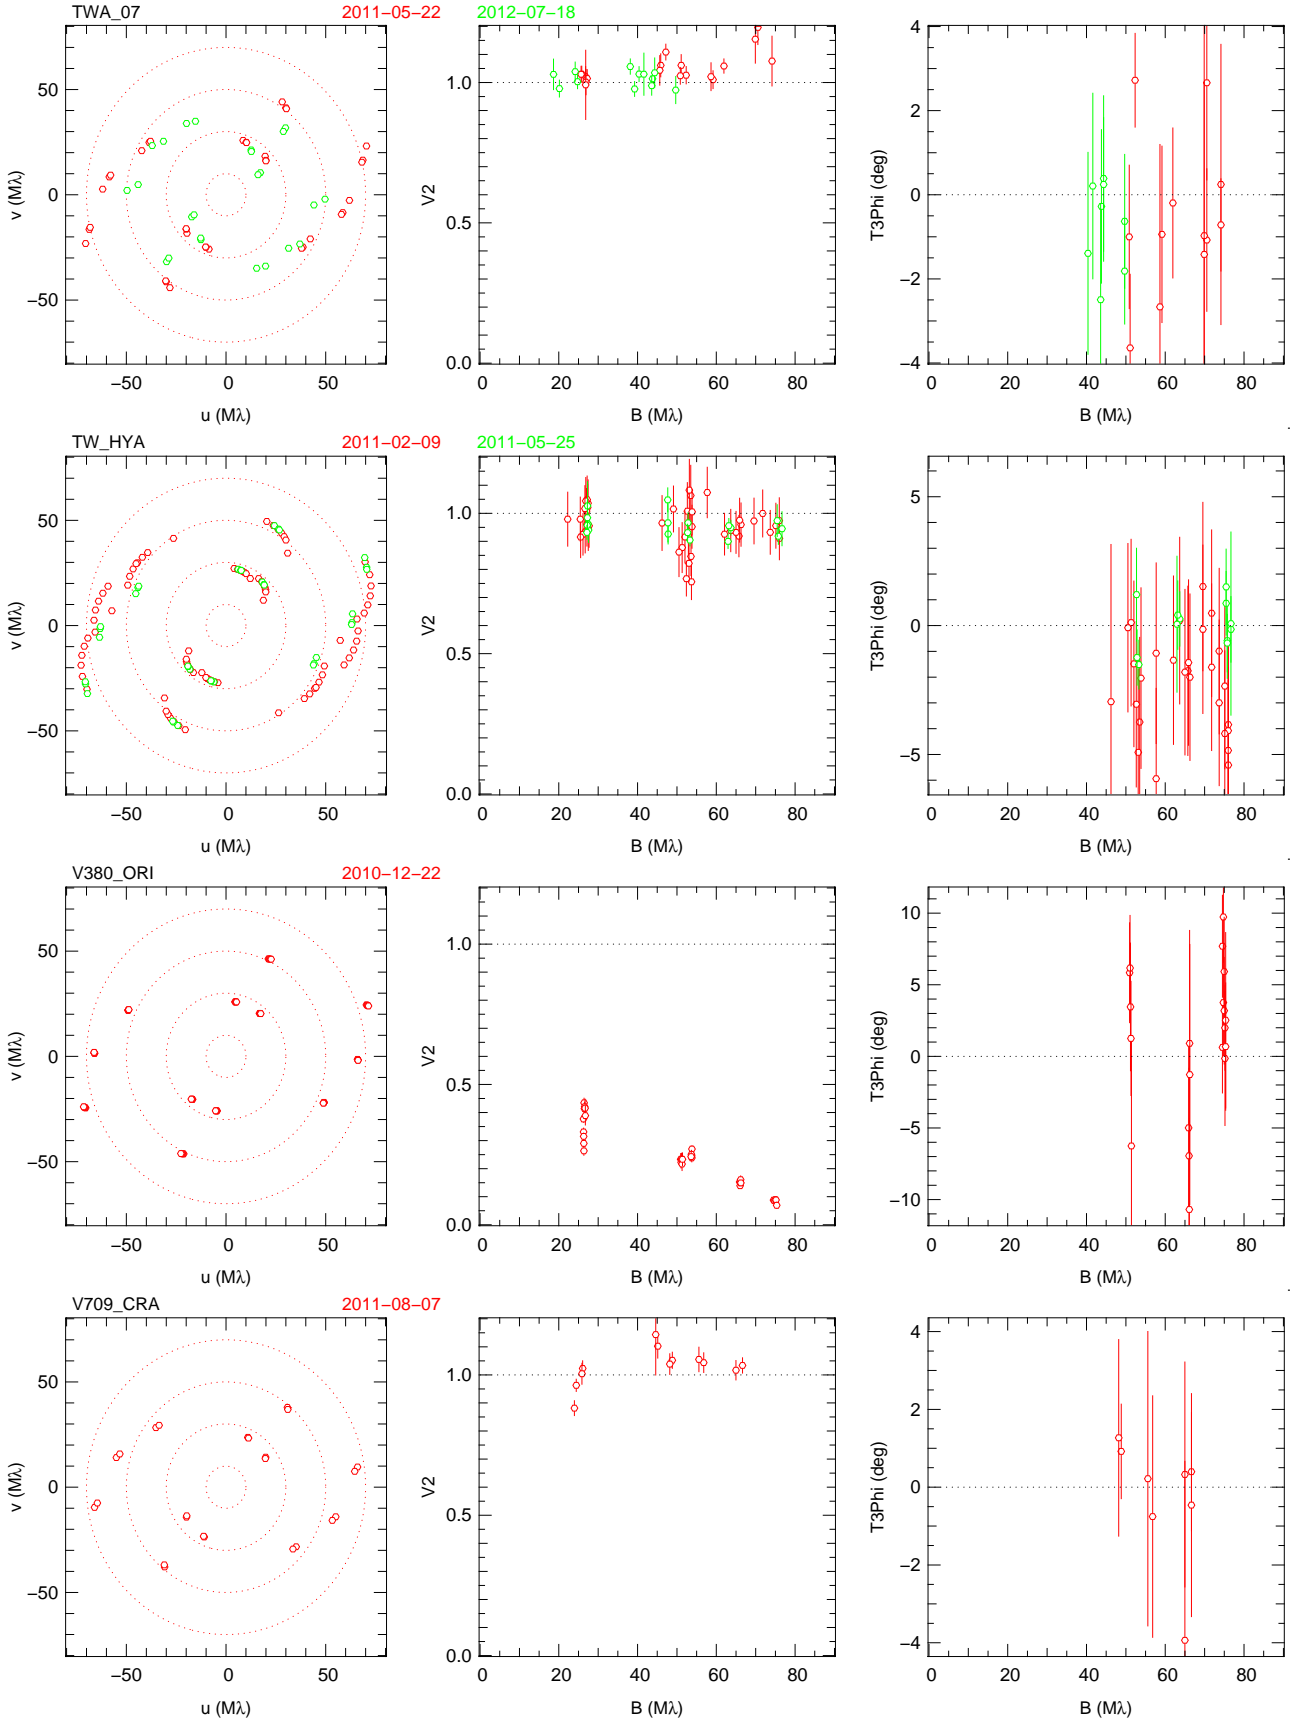 TWA_07 2011−05−22 2012−07−18
50
0
−50
v (Mλ)
−50 0 50
u (Mλ)
1.0
0.5
0.0
V2
0 20 40 60 80
B (Mλ)
4
2
0
−2
−4
T3Phi (deg)
0 20 40 60 80
B (Mλ)
TW_HYA 2011−02−09 2011−05−25
50
0
−50
v (Mλ)
−50 0 50
u (Mλ)
1.0
0.5
0.0
V2
0 20 40 60 80
B (Mλ)
5
0
−5
T3Phi (deg)
0 20 40 60 80
B (Mλ)
V380_ORI 2010−12−22
50
0
−50
v (Mλ)
−50 0 50
u (Mλ)
1.0
0.5
0.0
V2
0 20 40 60 80
B (Mλ)
10
5
0
−5
−10
T3Phi (deg)
0 20 40 60 80
B (Mλ)
V709_CRA 2011−08−07
50
0
−50
v (Mλ)
−50 0 50
u (Mλ)
1.0
0.5
0.0
V2
0 20 40 60 80
B (Mλ)
4
2
0
−2
−4
T3Phi (deg)
0 20 40 60 80
B (Mλ)